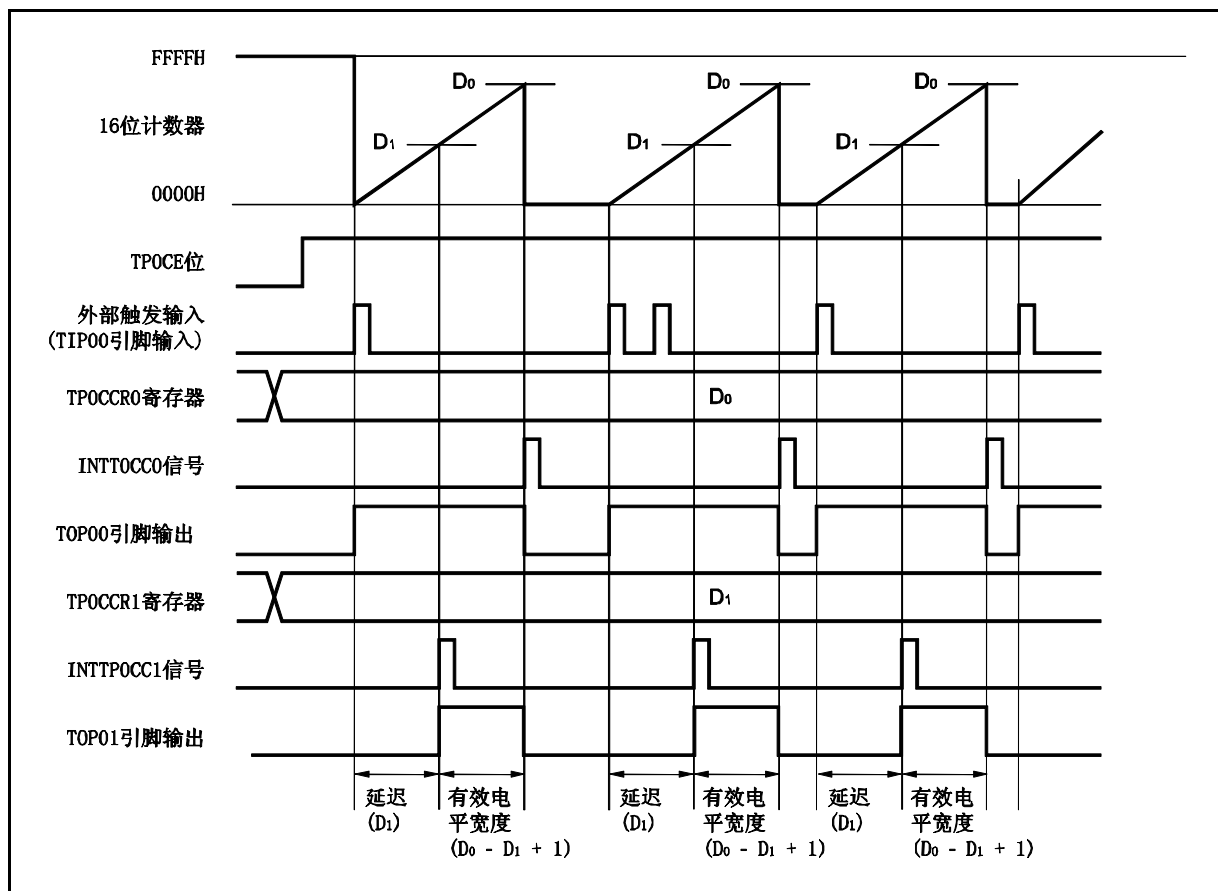 FFFFH
D₀ D₀ D₀
16位计数器
D₁ D₁ D₁
0000H
TP0CE位
外部触发输入
(TIP00引脚输入)
TP0CCR0寄存器 D₀
INTT0CC0信号
TOP00引脚输出
TP0CCR1寄存器 D₁
INTTP0CC1信号
TOP01引脚输出
延迟
(D₁)
有效电
平宽度
(D₀ - D₁ + 1)
延迟
(D₁)
有效电
平宽度
(D₀ - D₁ + 1)
延迟
(D₁)
有效电
平宽度
(D₀ - D₁ + 1)